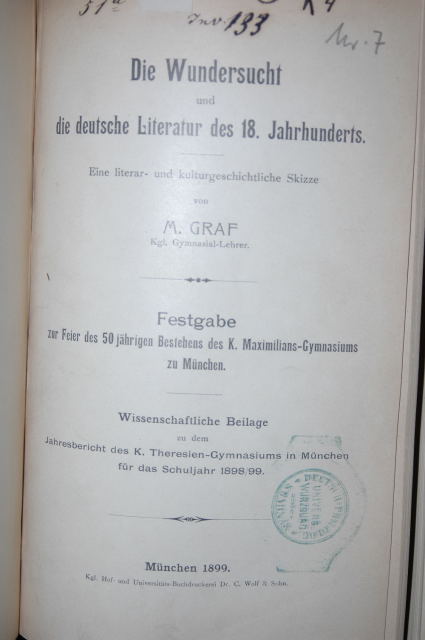 51a
Inv. 133
Nr. 7
Die Wundersucht
und
die deutsche Literatur des 18. Jahrhunderts.
Eine literar- und kulturgeschichtliche Skizze
von
M. GRAF
Kgl. Gymnasial-Lehrer.
Festgabe
zur Feier des 50 jährigen Bestehens des K. Maximilians-Gymnasiums
zu München.
Wissenschaftliche Beilage
zu dem
Jahresbericht des K. Theresien-Gymnasiums in München
für das Schuljahr 1898/99.
München 1899.
Kgl. Hof- und Universitäts-Buchdruckerei Dr. C. Wolf & Sohn.